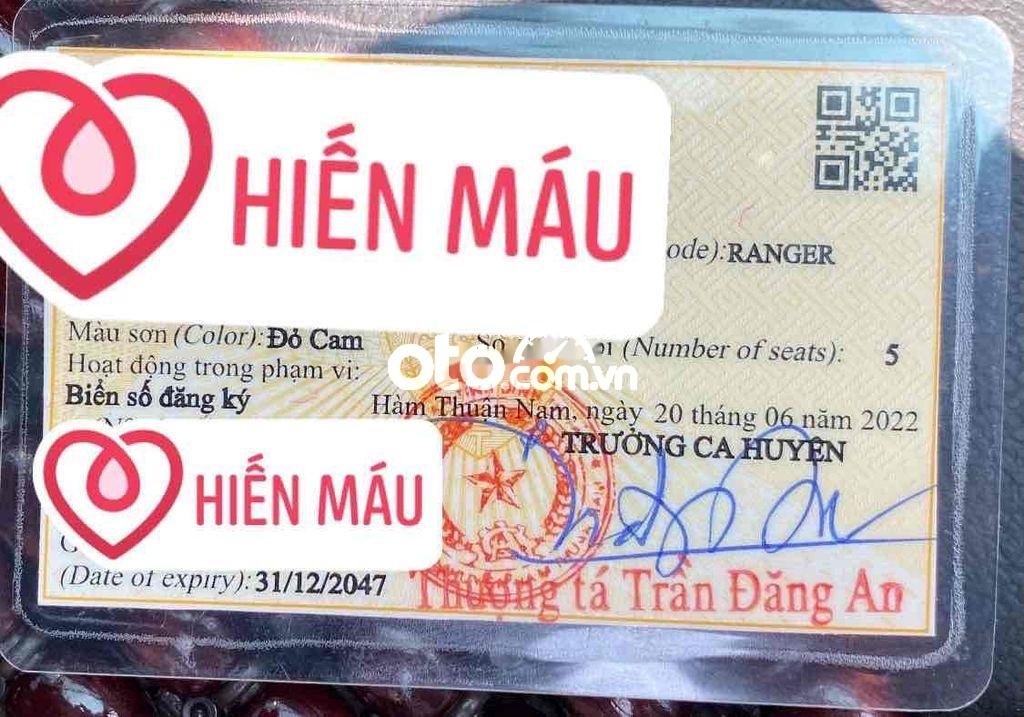 HIẾN MÁU
ode):RANGER
Màu sơn (Color): Đỏ Cam
Số (Number of seats): 5
oto.com.vn
Hoạt động trong phạm vi:
Biển số đăng ký
Hàm Thuận Nam, ngày 20 tháng 06 năm 2022
TRƯỞNG CA HUYỆN
HIẾN MÁU
(Date of expiry): 31/12/2047
Thượng tá Trần Đăng An